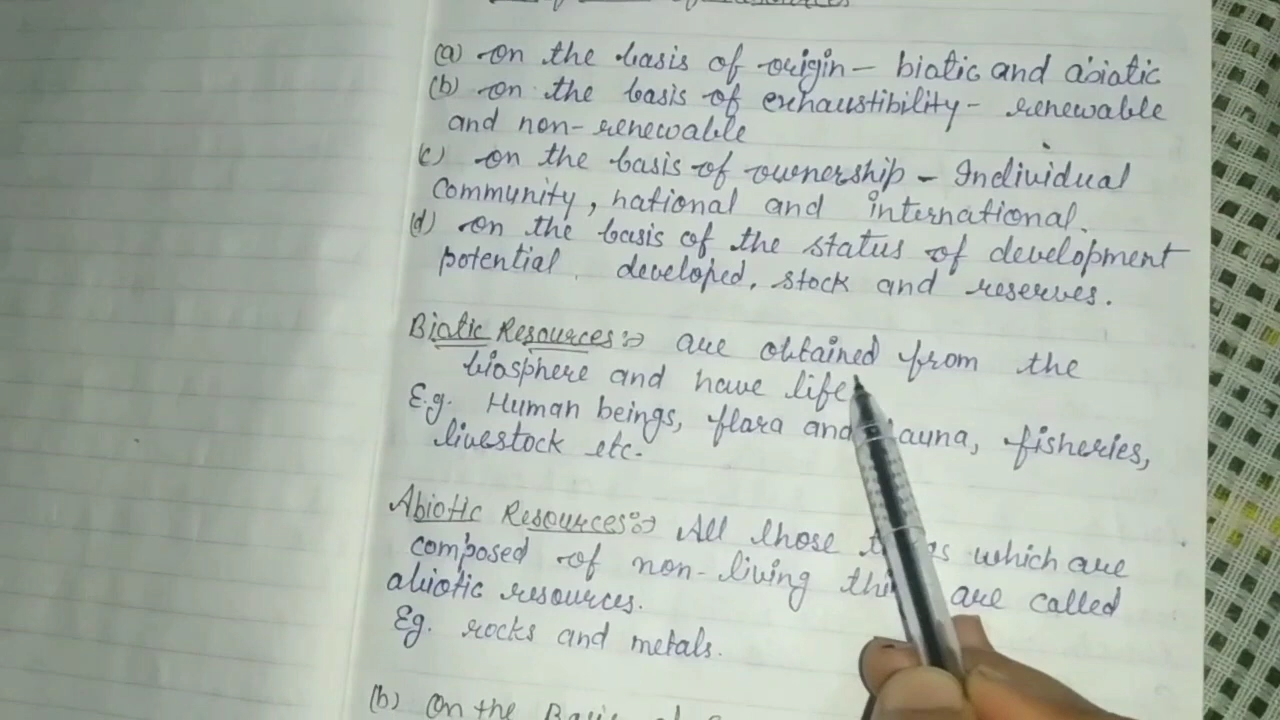 (a) on the basis of origin - biotic and abiotic
(b) on the basis of exhaustibility - renewable
and non-renewable
(c) on the basis of ownership - Individual
community, national and international.
(d) on the basis of the status of development
potential. developed, stock and reserves.
Biotic Resources:→ are obtained from the
biosphere and have life
E.g. Human beings, flora and auna, fisheries,
livestock etc.
Abiotic Resources:→ All those which are
composed of non-living are called
abiotic resources.
Eg. rocks and metals.
(b) On the Basis of